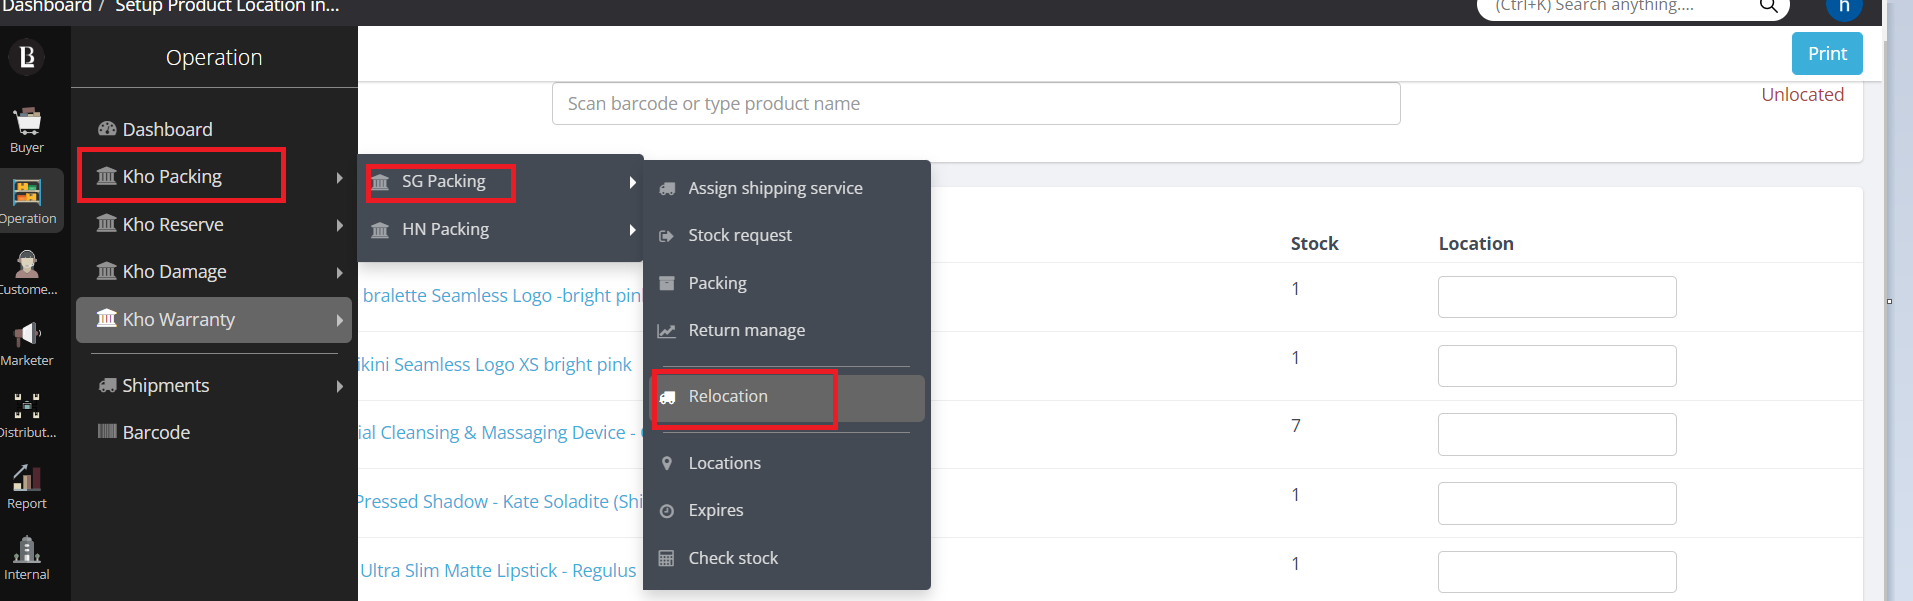 Dashboard / Setup Product Location in...
(Ctrl+K) Search anything....
h
B
Operation
Print
Scan barcode or type product name
Unlocated
Buyer
Operation
Custome...
Marketer
Distribut...
Report
Internal
Dashboard
Kho Packing
Kho Reserve
Kho Damage
Kho Warranty
Shipments
Barcode
SG Packing
HN Packing
Assign shipping service
Stock request
Packing
Return manage
Relocation
Locations
Expires
Check stock
Stock Location
bralette Seamless Logo -bright pin
1
ikini Seamless Logo XS bright pink
1
ial Cleansing & Massaging Device -
7
Pressed Shadow - Kate Soladite (Shi
1
Ultra Slim Matte Lipstick - Regulus
1